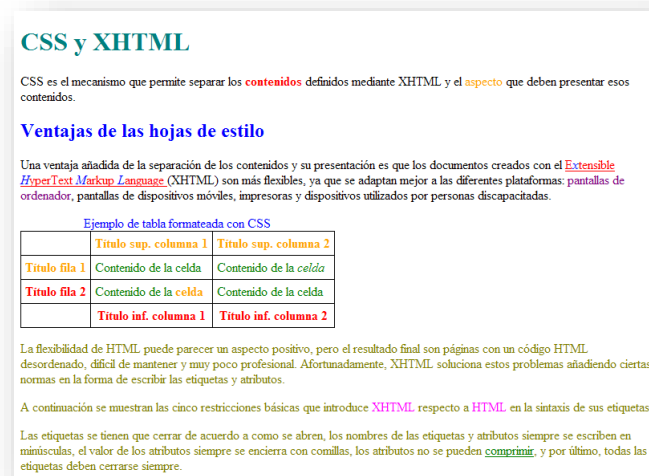 CSS y XHTML
CSS es el mecanismo que permite separar los contenidos definidos mediante XHTML y el aspecto que deben presentar esos
contenidos.
Ventajas de las hojas de estilo
Una ventaja añadida de la separación de los contenidos y su presentación es que los documentos creados con el Extensible
HyperText Markup Language (XHTML) son más flexibles, ya que se adaptan mejor a las diferentes plataformas: pantallas de
ordenador, pantallas de dispositivos móviles, impresoras y dispositivos utilizados por personas discapacitadas.
Ejemplo de tabla formateada con CSS
Título sup. columna 1 Título sup. columna 2
Título fila 1 Contenido de la celda Contenido de la celda
Título fila 2 Contenido de la celda Contenido de la celda
Título inf. columna 1 Título inf. columna 2
La flexibilidad de HTML puede parecer un aspecto positivo, pero el resultado final son páginas con un código HTML
desordenado, difícil de mantener y muy poco profesional. Afortunadamente, XHTML soluciona estos problemas añadiendo ciertas
normas en la forma de escribir las etiquetas y atributos.
A continuación se muestran las cinco restricciones básicas que introduce XHTML respecto a HTML en la sintaxis de sus etiquetas
Las etiquetas se tienen que cerrar de acuerdo a como se abren, los nombres de las etiquetas y atributos siempre se escriben en
minúsculas, el valor de los atributos siempre se encierra con comillas, los atributos no se pueden comprimir, y por último, todas las
etiquetas deben cerrarse siempre.